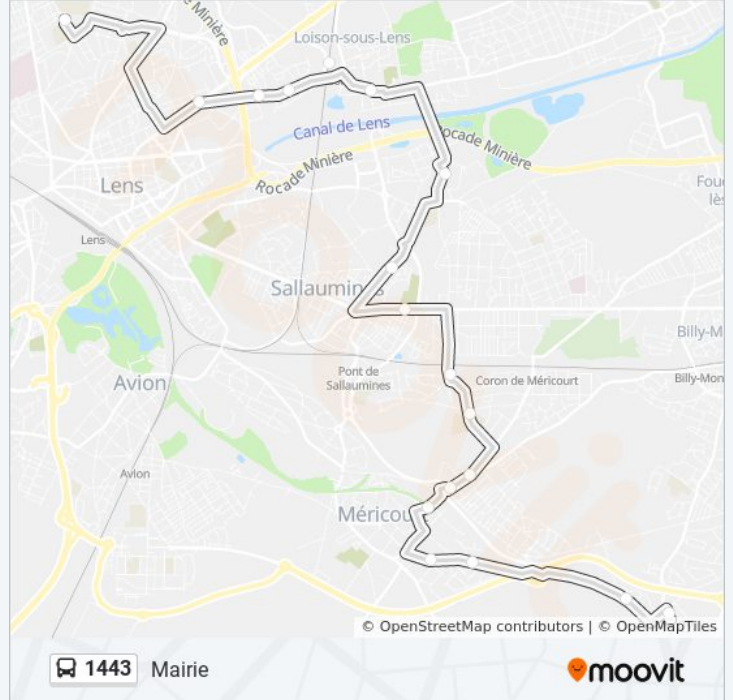 e Minière
Loison-sous-Lens
Canal de Lens
Rocade Minière
Rocade Minière
Lens
Fou
lès
Lens
Sallaumines
Billy-M
Pont de
Sallaumines
Coron de Méricourt
Billy-Mon
Avion
Avion
Mérico
© OpenStreetMap contributors | © OpenMapTiles
1443 Mairie
moovit